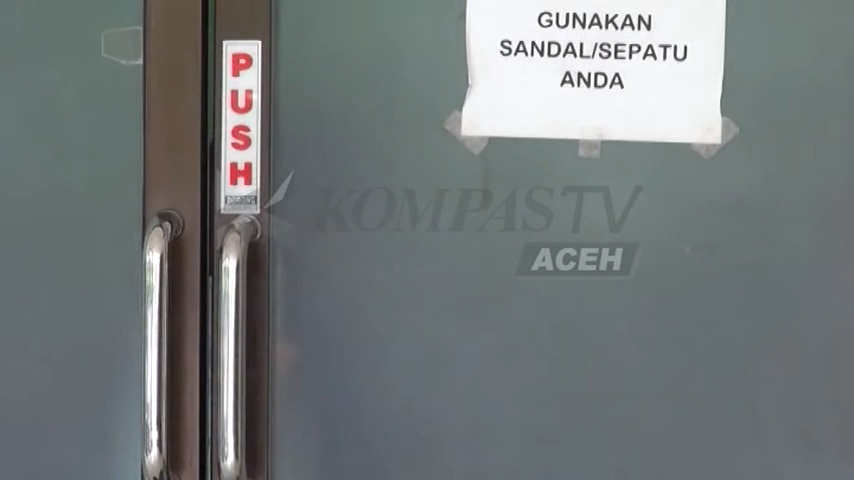 GUNAKAN
SANDAL/SEPATU
ANDA
PUSH
KOMPASTV
ACEH